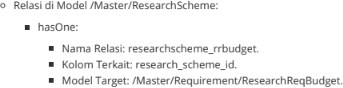 Relasi di Model /Master/ResearchScheme:
hasOne:
Nama Relasi: researchscheme_rrbudget.
Kolom Terkait: research_scheme_id.
Model Target: /Master/Requirement/ResearchReqBudget.